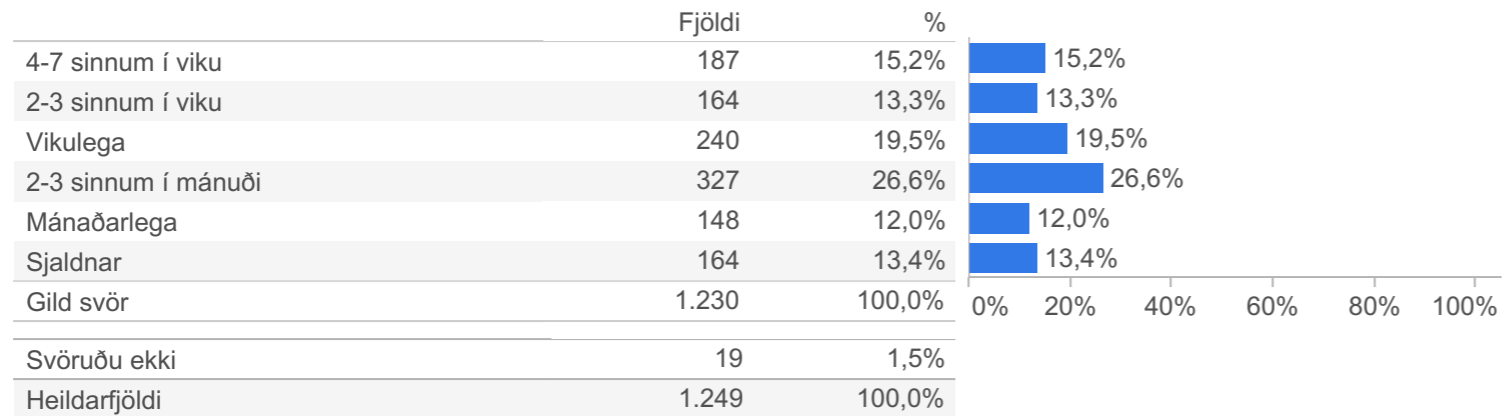 Fjöldi %
4-7 sinnum í viku 187 15,2% 15,2%
2-3 sinnum í viku 164 13,3% 13,3%
Vikulega 240 19,5% 19,5%
2-3 sinnum í mánuði 327 26,6% 26,6%
Mánaðarlega 148 12,0% 12,0%
Sjaldnar 164 13,4% 13,4%
Gild svör 1.230 100,0% 0% 20% 40% 60% 80% 100%
Svöruðu ekki 19 1,5%
Heildarfjöldi 1.249 100,0%